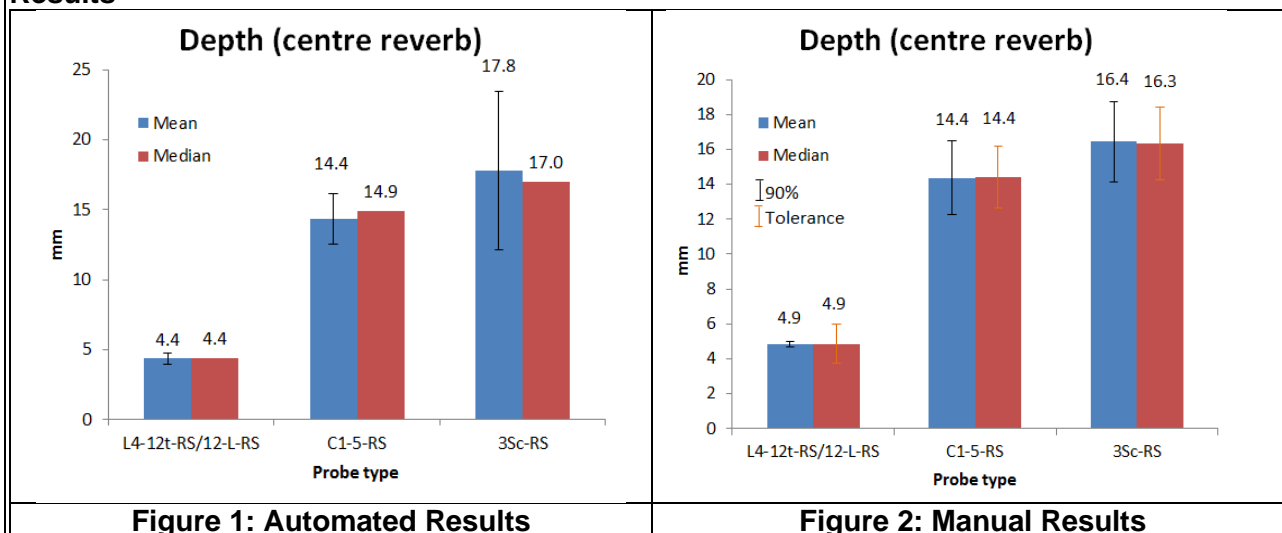 Results
Depth (centre reverb)
25
20
15
10
5
0
mm
Mean
Median
4.4 4.4
14.4
14.9
17.8
17.0
L4-12t-RS/12-L-RS C1-5-RS 3Sc-RS
Probe type
Figure 1: Automated Results
Depth (centre reverb)
20
18
16
14
12
10
8
6
4
2
0
mm
Mean
Median
90%
Tolerance
4.9 4.9
14.4 14.4
16.4 16.3
L4-12t-RS/12-L-RS C1-5-RS 3Sc-RS
Probe type
Figure 2: Manual Results